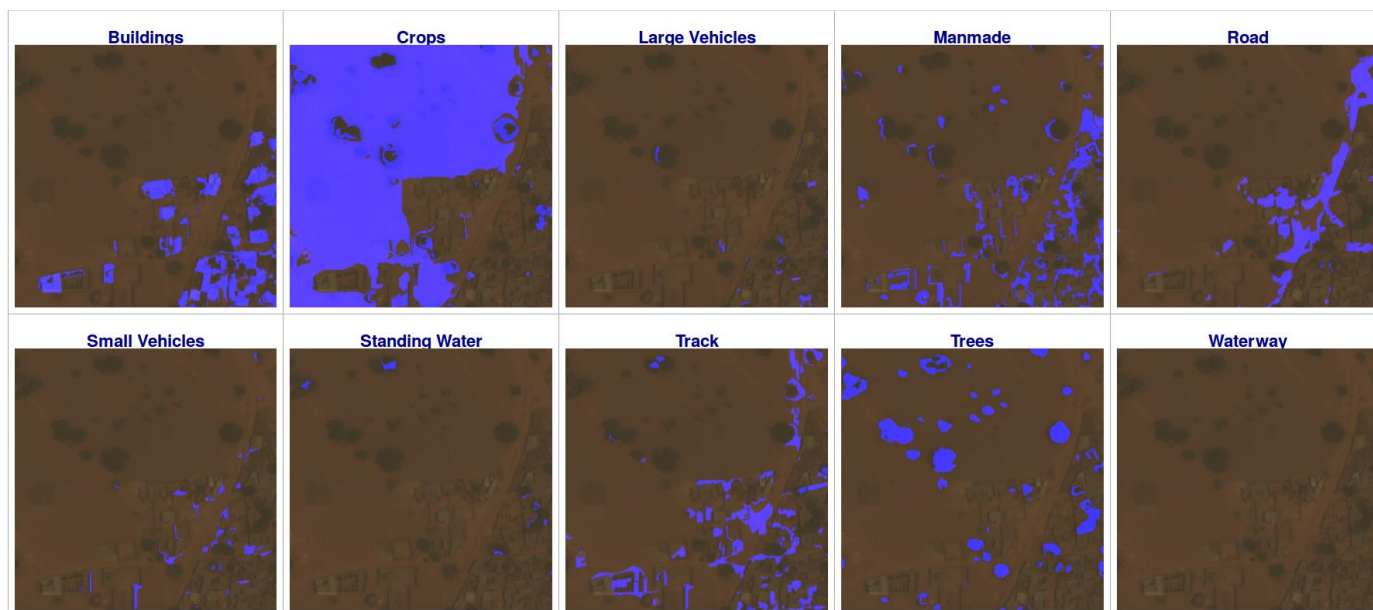 Buildings
Crops
Large Vehicles
Manmade
Road
Small Vehicles
Standing Water
Track
Trees
Waterway